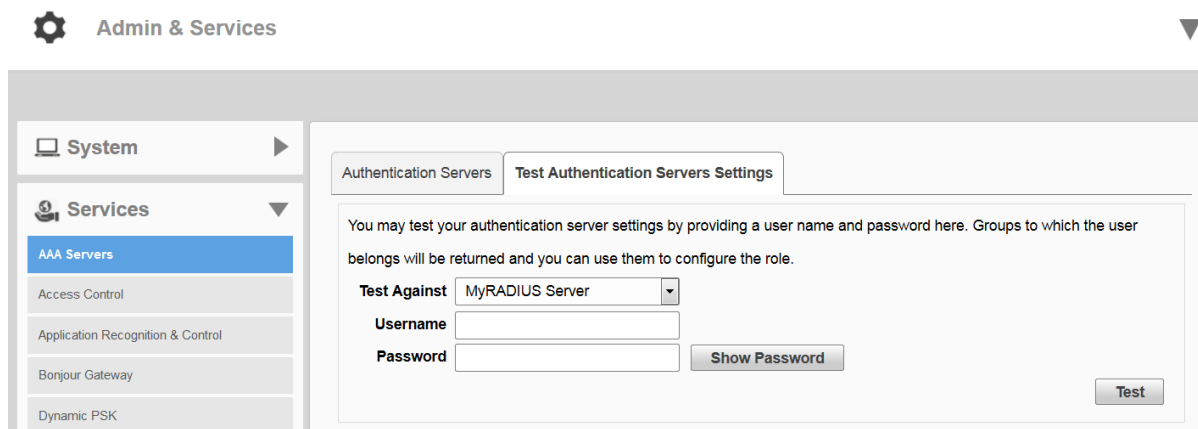 Admin & Services
System
Services
AAA Servers
Access Control
Application Recognition & Control
Bonjour Gateway
Dynamic PSK
Authentication Servers
Test Authentication Servers Settings
You may test your authentication server settings by providing a user name and password here. Groups to which the user
belongs will be returned and you can use them to configure the role.
Test Against MyRADIUS Server
Username
Password Show Password
Test